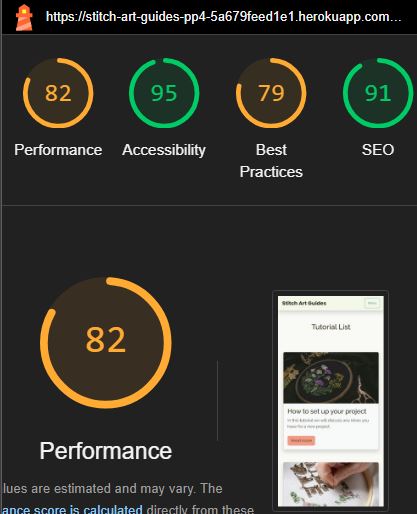 https://stitch-art-guides-pp4-5a679feed1e1.herokuapp.com...
82
95
79
91
Performance
Accessibility
Best
Practices
SEO
82
Performance
lues are estimated and may vary. The
ance score is calculated directly from these
Stitch Art Guides
Menu
Tutorial List
How to set up your project
In this tutorial we will discuss any ideas you
have for a new project.
Read more